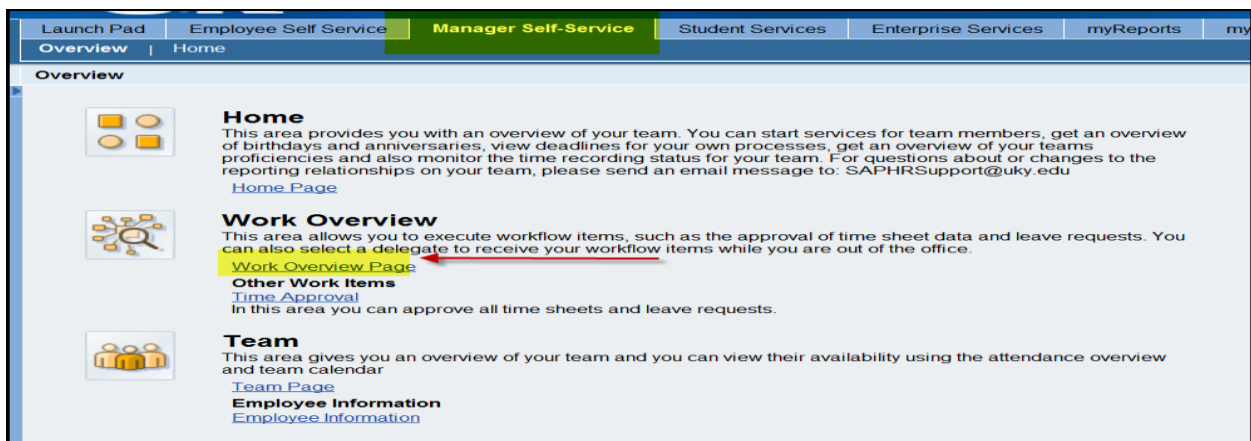 Launch Pad Employee Self Service Manager Self-Service Student Services Enterprise Services myReports my
Overview | Home
Overview
Home
This area provides you with an overview of your team. You can start services for team members, get an overview
of birthdays and anniversaries, view deadlines for your own processes, get an overview of your teams
proficiencies and also monitor the time recording status for your team. For questions about or changes to the
reporting relationships on your team, please send an email message to: SAPHRSupport@uky.edu
Home Page
Work Overview
This area allows you to execute workflow items, such as the approval of time sheet data and leave requests. You
can also select a delegate to receive your workflow items while you are out of the office.
Work Overview Page
Other Work Items
Time Approval
In this area you can approve all time sheets and leave requests.
Team
This area gives you an overview of your team and you can view their availability using the attendance overview
and team calendar
Team Page
Employee Information
Employee Information